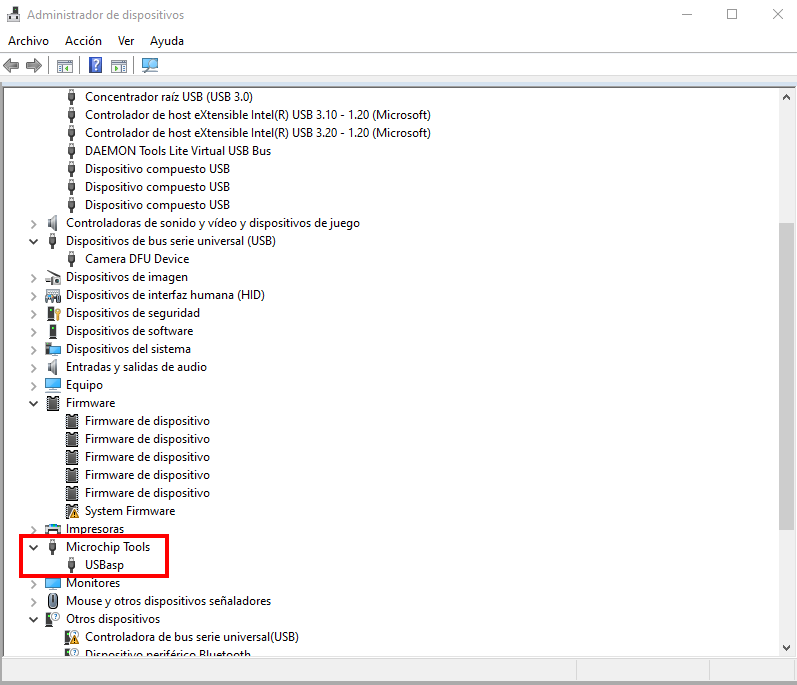 Administrador de dispositivos
Archivo Acción Ver Ayuda
Concentrador raíz USB (USB 3.0)
Controlador de host eXtensible Intel(R) USB 3.10 - 1.20 (Microsoft)
Controlador de host eXtensible Intel(R) USB 3.20 - 1.20 (Microsoft)
DAEMON Tools Lite Virtual USB Bus
Dispositivo compuesto USB
Dispositivo compuesto USB
Dispositivo compuesto USB
Controladoras de sonido y vídeo y dispositivos de juego
Dispositivos de bus serie universal (USB)
Camera DFU Device
Dispositivos de imagen
Dispositivos de interfaz humana (HID)
Dispositivos de seguridad
Dispositivos de software
Dispositivos del sistema
Entradas y salidas de audio
Equipo
Firmware
Firmware de dispositivo
Firmware de dispositivo
Firmware de dispositivo
Firmware de dispositivo
Firmware de dispositivo
System Firmware
Impresoras
Microchip Tools
USBasp
Monitores
Mouse y otros dispositivos señaladores
Otros dispositivos
Controladora de bus serie universal(USB)
Dispositivo periférico Bluetooth